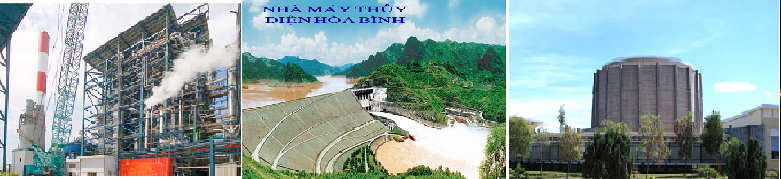 NHÀ MÁY THỦY
ĐIỆN HÒA BÌNH